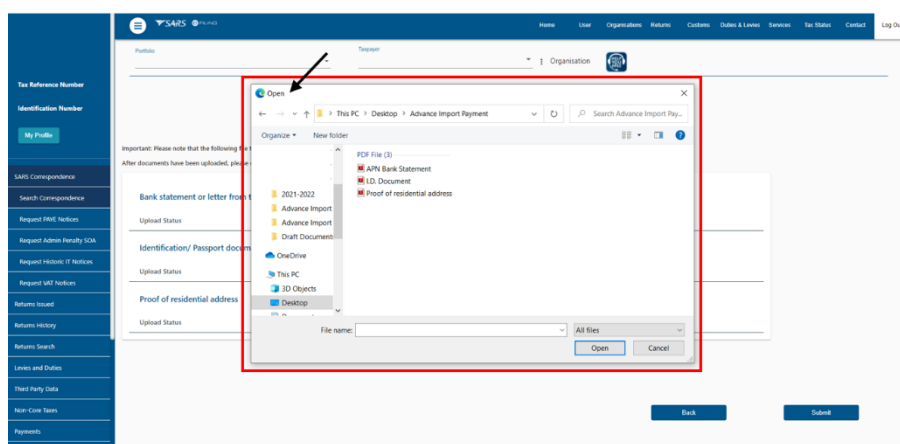 SARS eFILING
Home User Organisations Returns Customs Duties & Levies Services Tax Status Contact Log Ou
Portfolio
Taxpayer
Organisation
Tax Reference Number
Identification Number
My Profile
Important: Please note that the following
After documents have been uploaded,
SARS Correspondence
Search Correspondence
Request PAYE Notices
Request Admin Penalty SOA
Request Historic IT Notices
Request VAT Notices
Returns Issued
Returns History
Returns Search
Levies and Duties
Third Party Data
Non-Core Taxes
Payments
Bank statement or letter from
Upload Status
Identification/ Passport docum
Upload Status
Proof of residential address
Upload Status
Open
This PC > Desktop > Advance Import Payment
Search Advance Import Pay...
Organize
New folder
2021-2022
Advance Import
Advance Import
Draft Document
OneDrive
This PC
3D Objects
Desktop
PDF File (3)
APN Bank Statement
I.D. Document
Proof of residential address
File name:
All files
Open
Cancel
Back
Submit